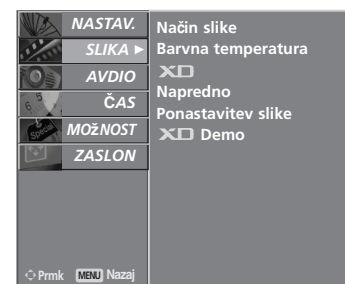 NASTAV.
SLIKA ►
AVDIO
ČAS
MOžNOST
ZASLON
Način slike
Barvna temperatura
XD
Napredno
Ponastavitev slike
XD Demo
Prmk MENU Nazaj